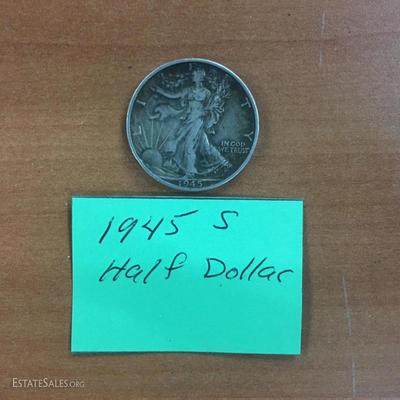 LIBERTY
IN GOD
WE TRUST
1945
1945 S
Half Dollar
ESTATESALES.ORG